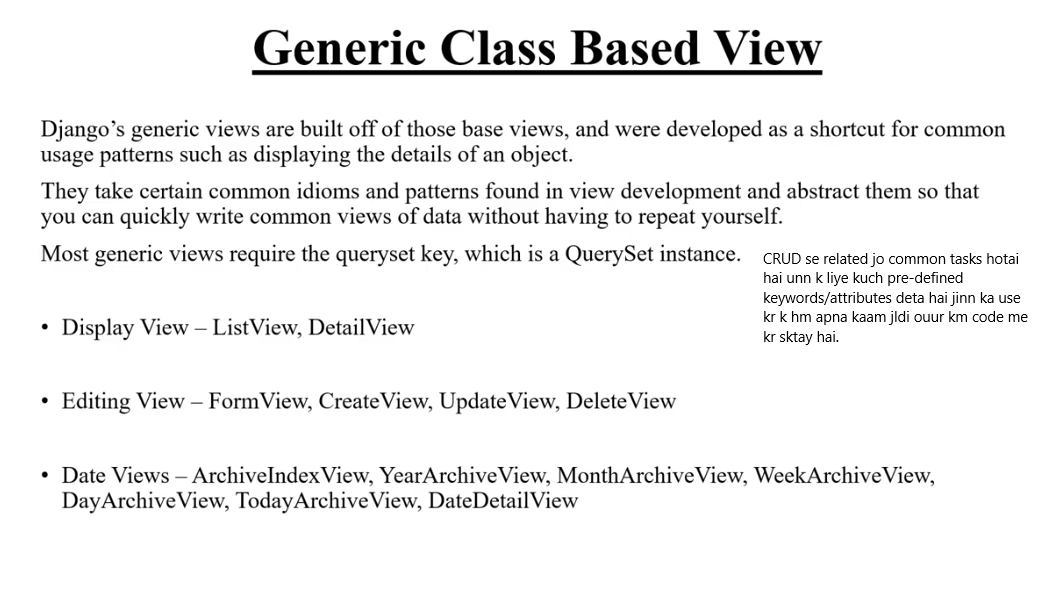 Generic Class Based View
Django’s generic views are built off of those base views, and were developed as a shortcut for common
usage patterns such as displaying the details of an object.
They take certain common idioms and patterns found in view development and abstract them so that
you can quickly write common views of data without having to repeat yourself.
Most generic views require the queryset key, which is a QuerySet instance.
CRUD se related jo common tasks hotai
hai unn k liye kuch pre-defined
keywords/attributes deta hai jinn ka use
kr k hm apna kaam jldi ouur km code me
kr sktay hai.
• Display View – ListView, DetailView
• Editing View – FormView, CreateView, UpdateView, DeleteView
• Date Views – ArchiveIndexView, YearArchiveView, MonthArchiveView, WeekArchiveView,
DayArchiveView, TodayArchiveView, DateDetailView